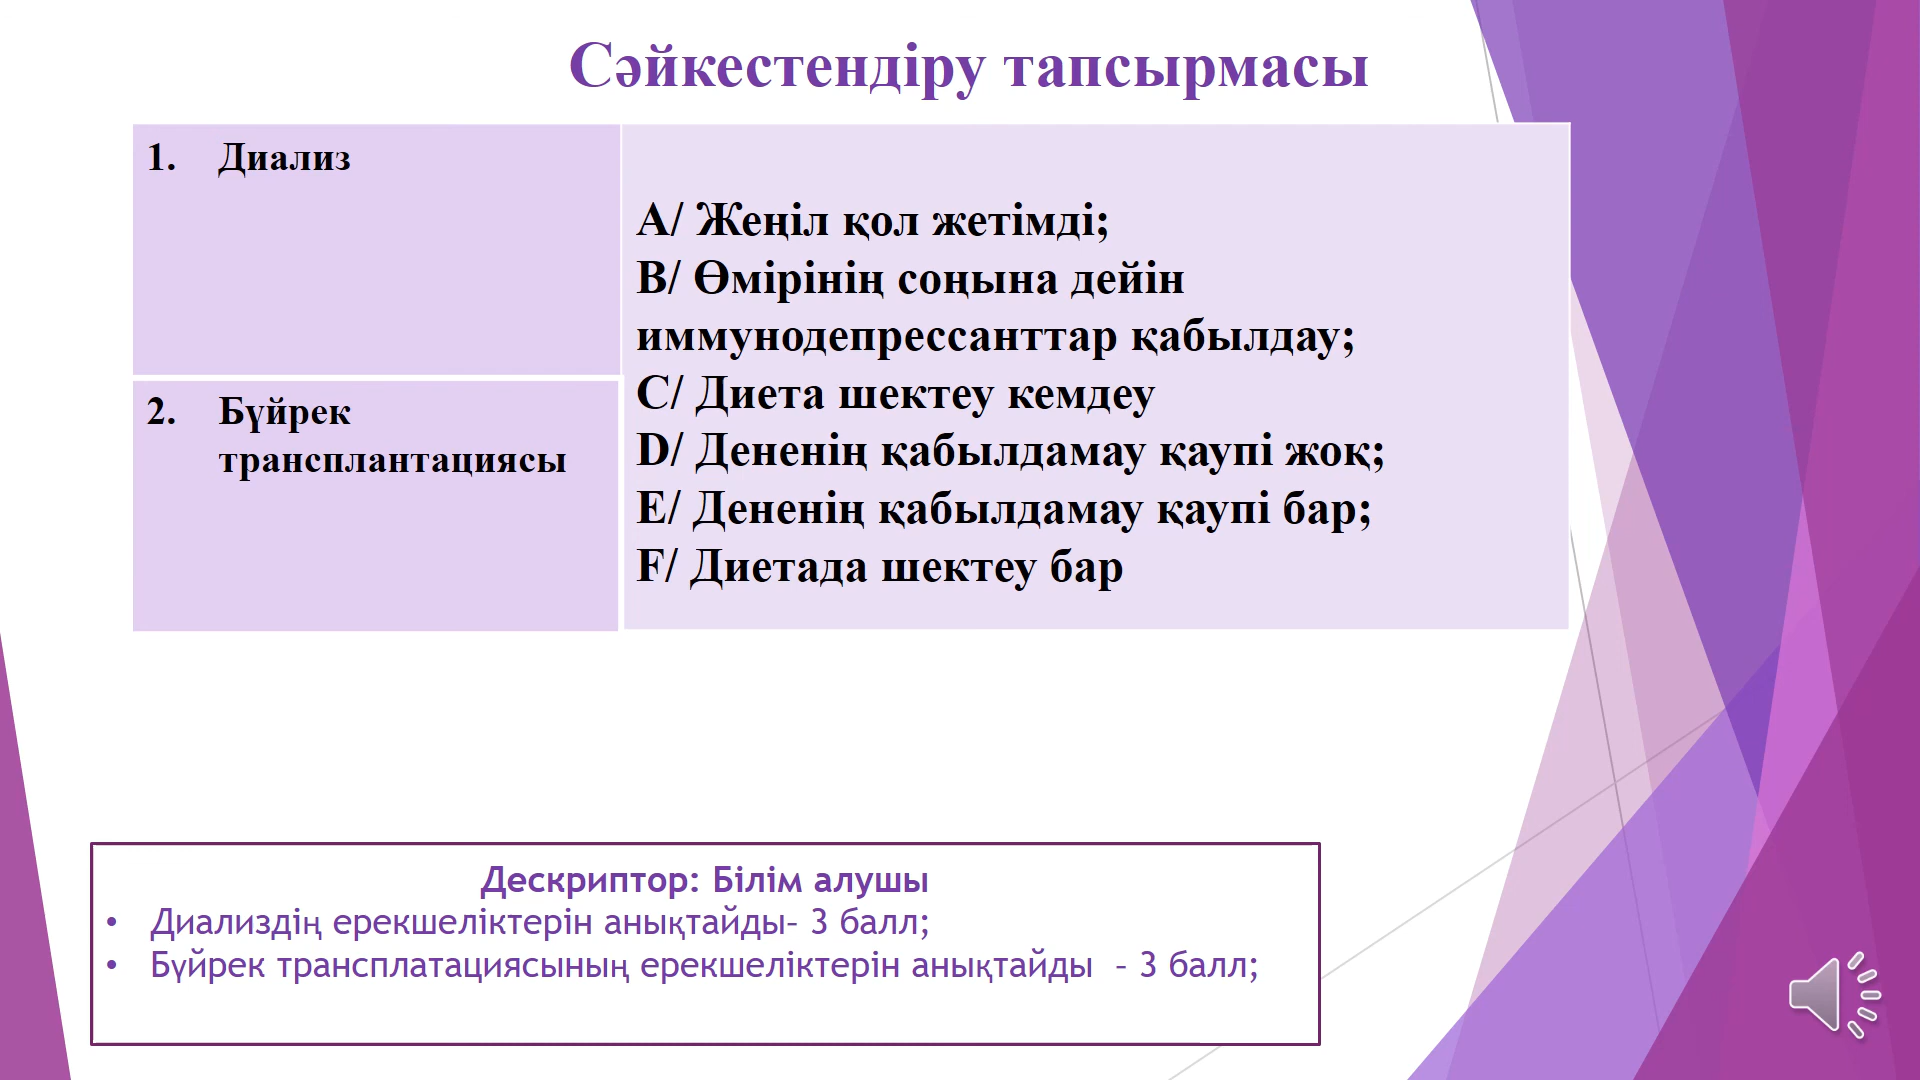 Сәйкестендіру тапсырмасы
1. Диализ
А/ Жеңіл қол жетімді;
В/ Өмірінің соңына дейін
иммунодепрессанттар қабылдау;
С/ Диета шектеу кемдеу
D/ Дененің қабылдамау қаупі жоқ;
Е/ Дененің қабылдамау қаупі бар;
F/ Диетада шектеу бар
2. Бүйрек
трансплантациясы
Дескриптор: Білім алушы
• Диализдің ерекшеліктерін анықтайды- 3 балл;
• Бүйрек трансплатациясының ерекшеліктерін анықтайды - 3 балл;